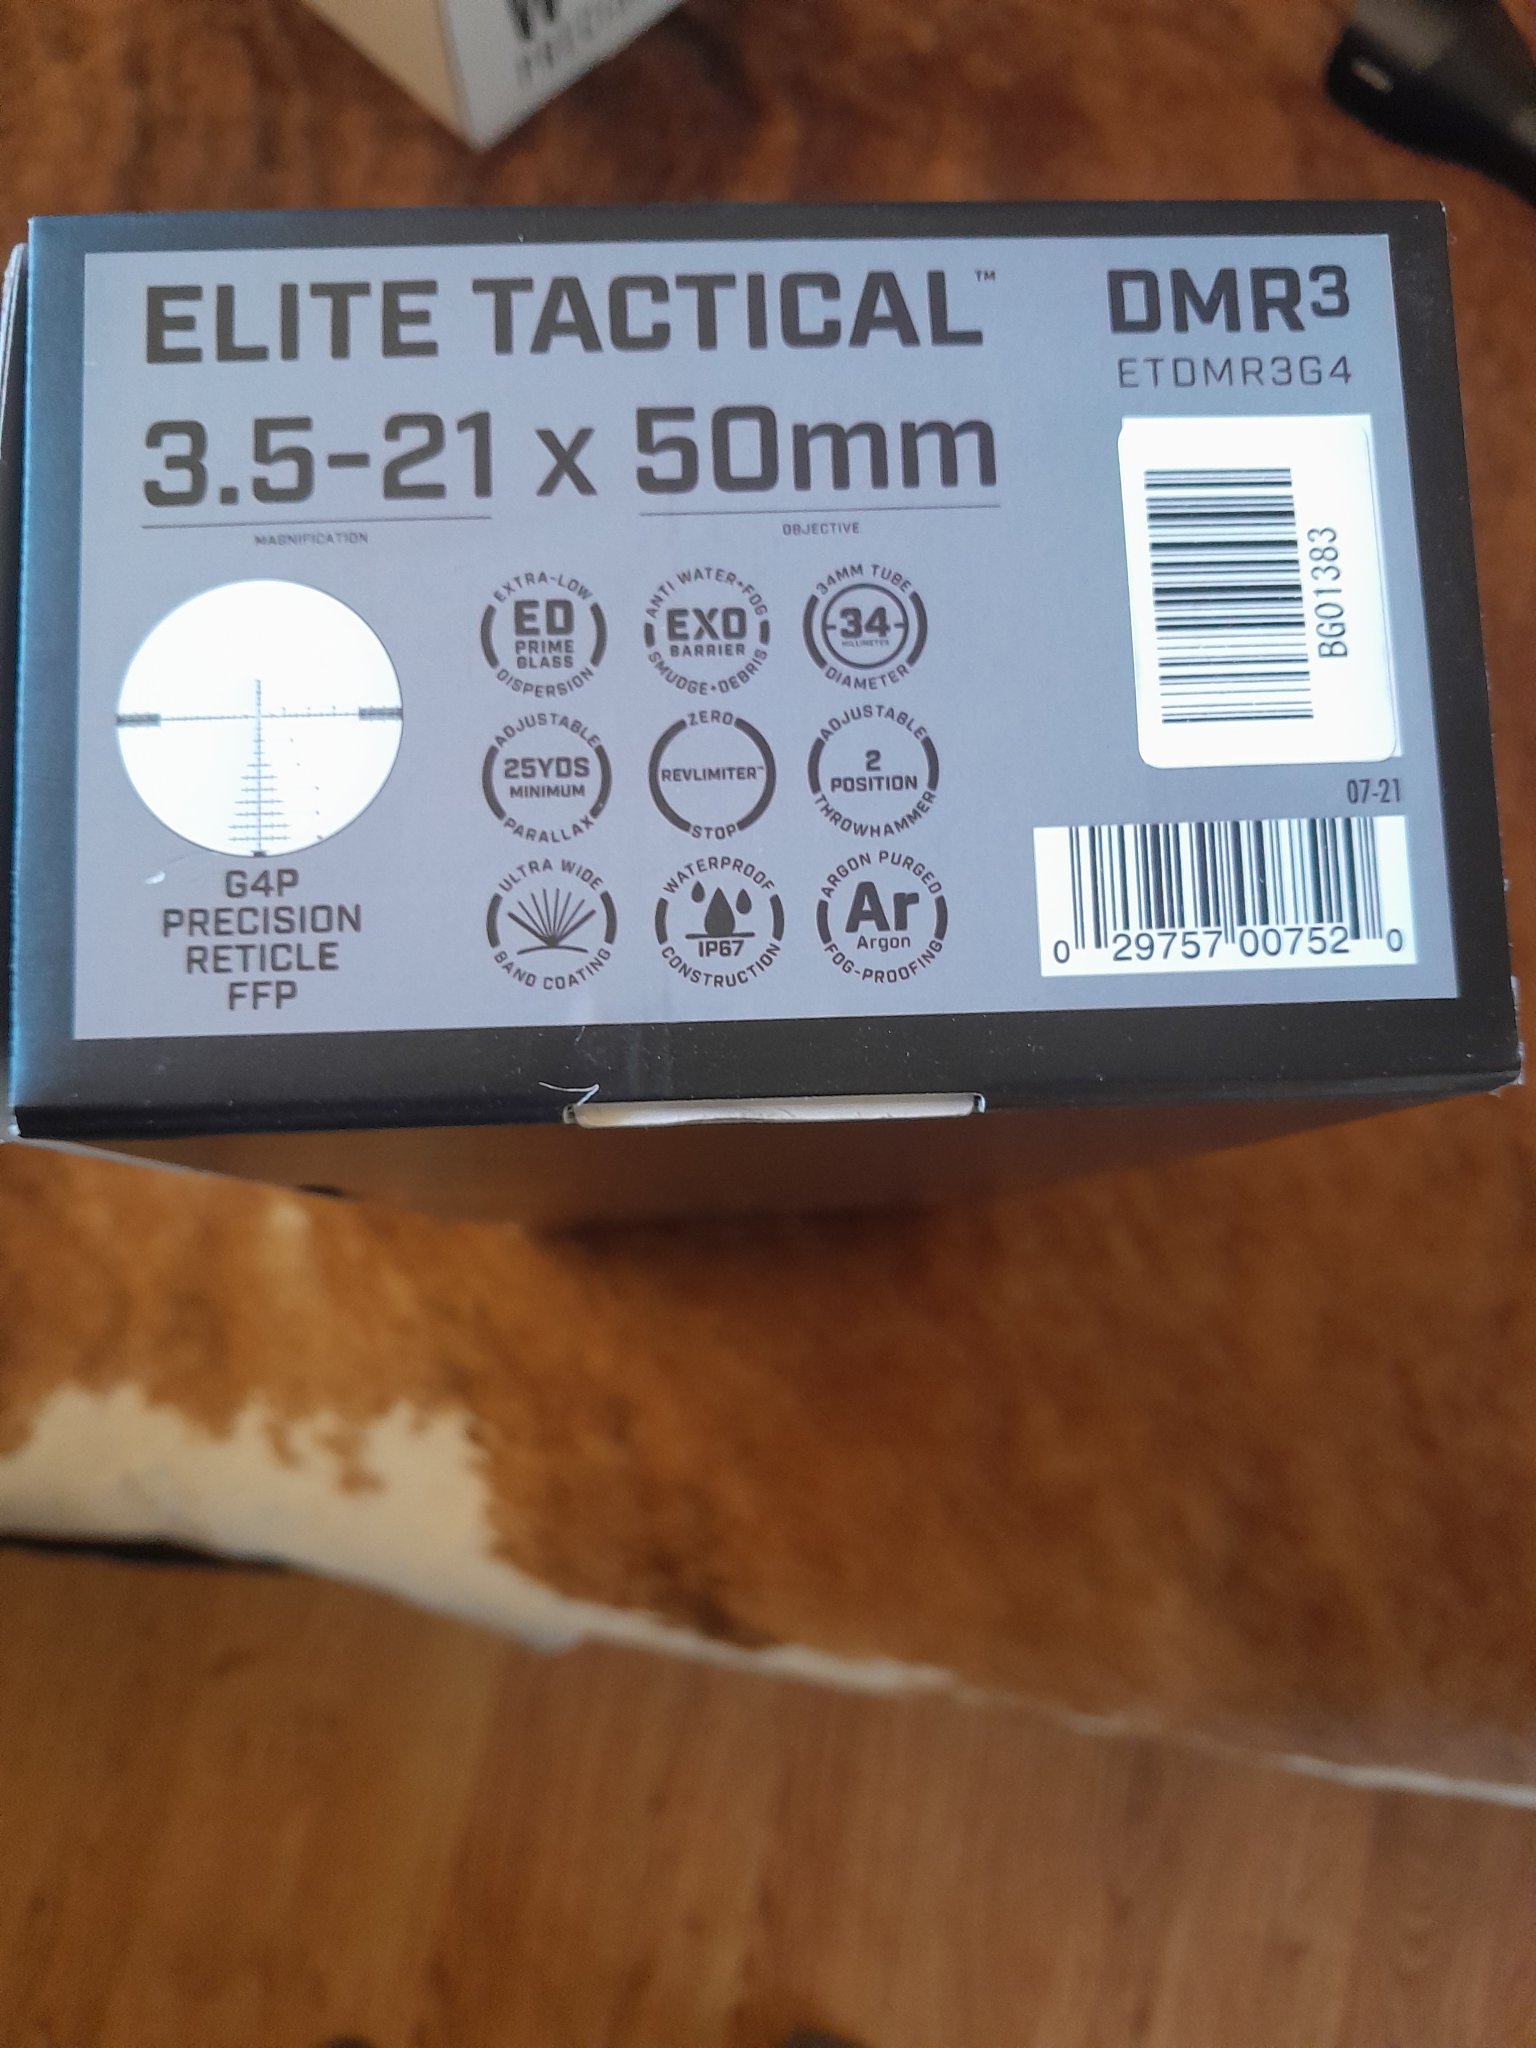 ELITE TACTICAL™
DMR3
ETDMR3G4
3.5-21 x 50mm
MAGNIFICATION
OBJECTIVE
EXTRA-LOW
ED
PRIME
GLASS
DISPERSION
ANTI WATER•FOG
EXO
BARRIER
SMUDGE•DEBRIS
34MM TUBE
-34-
MILLIMETER
DIAMETER
BG01383
ADJUSTABLE
25YDS
MINIMUM
PARALLAX
ZERO
REVLIMITER™
STOP
ADJUSTABLE
2
POSITION
THROWHAMMER
07-21
G4P
PRECISION
RETICLE
FFP
ULTRA WIDE
BAND COATING
WATERPROOF
IP67
CONSTRUCTION
ARGON PURGED
Ar
Argon
FOG-PROOFING
0 29757 00752 0